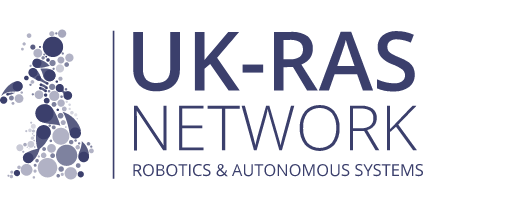 UK-RAS
NETWORK
ROBOTICS & AUTONOMOUS SYSTEMS